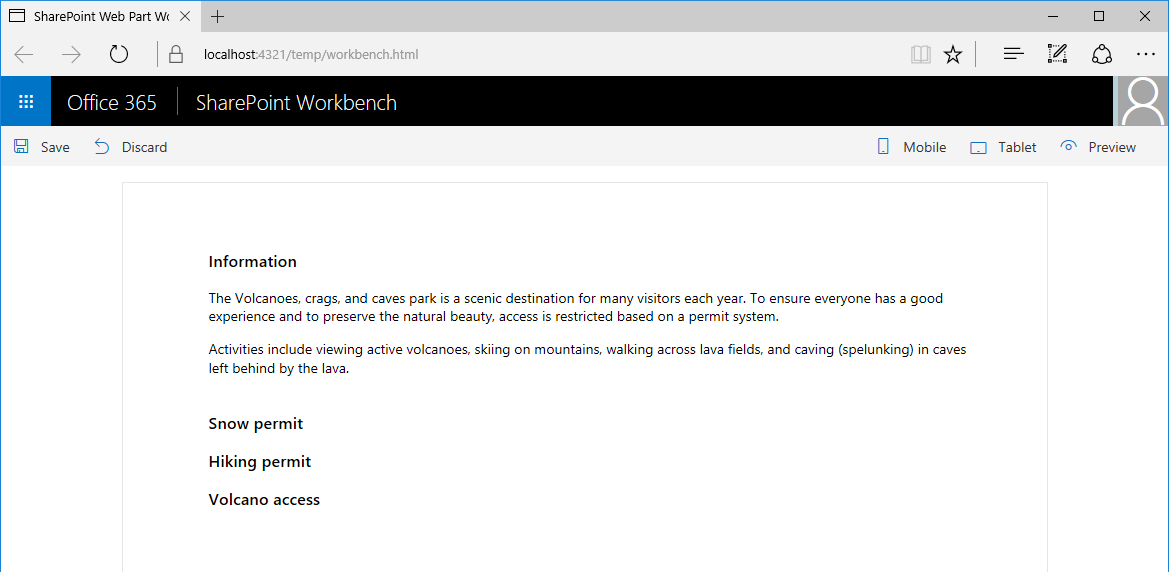 SharePoint Web Part Wo
localhost:4321/temp/workbench.html
Office 365 SharePoint Workbench
Save Discard Mobile Tablet Preview
Information
The Volcanoes, crags, and caves park is a scenic destination for many visitors each year. To ensure everyone has a good
experience and to preserve the natural beauty, access is restricted based on a permit system.
Activities include viewing active volcanoes, skiing on mountains, walking across lava fields, and caving (spelunking) in caves
left behind by the lava.
Snow permit
Hiking permit
Volcano access